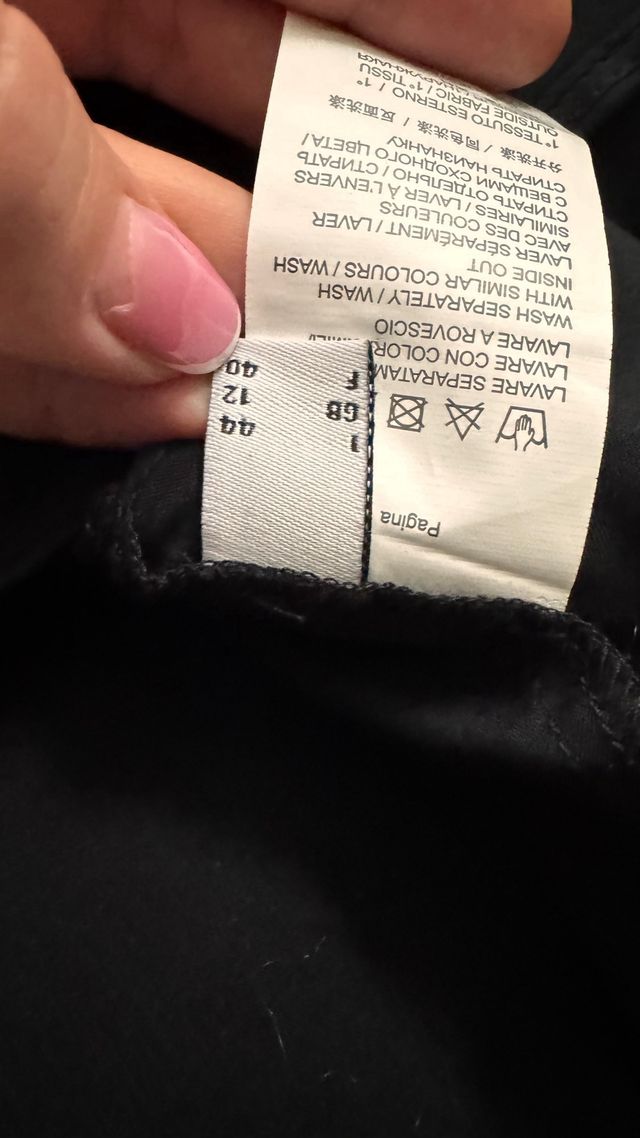 Pagina
LAVARE SEPARATAM
LAVARE CON COLOR
LAVARE A ROVESCIO
WASH SEPARATELY / WASH
WITH SIMILAR COLOURS / WASH
INSIDE OUT
LAVER SÉPARÉMENT / LAVER
AVEC DES COULEURS
SIMILAIRES / LAVER À L'ENVERS
СТИРАТЬ ОТДЕЛЬНО / СТИРАТЬ
С ВЕЩАМИ СХОДНОГО ЦВЕТА /
СТИРАТЬ НАИЗНАНКУ
分开洗涤 / 同色洗涤 / 反面洗涤
1° TESSUTO ESTERNO / 1°
OUTSIDE FABRIC / 1° TISSU
I 44
GB 12
F 40